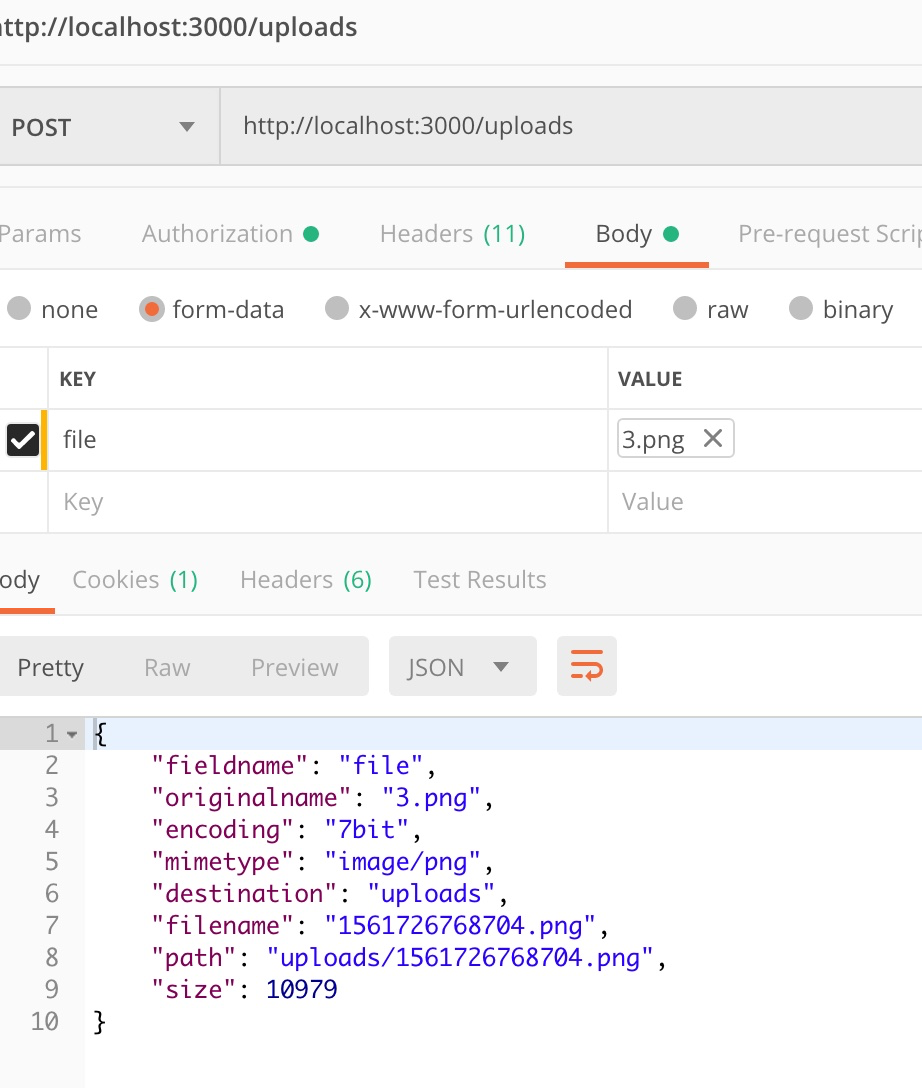 ttp://localhost:3000/uploads
POST http://localhost:3000/uploads
Params Authorization Headers (11) Body Pre-request Scrip
none form-data x-www-form-urlencoded raw binary
KEY VALUE
file 3.png
Key Value
ody Cookies (1) Headers (6) Test Results
Pretty Raw Preview JSON
1 {
2 "fieldname": "file",
3 "originalname": "3.png",
4 "encoding": "7bit",
5 "mimetype": "image/png",
6 "destination": "uploads",
7 "filename": "1561726768704.png",
8 "path": "uploads/1561726768704.png",
9 "size": 10979
10 }